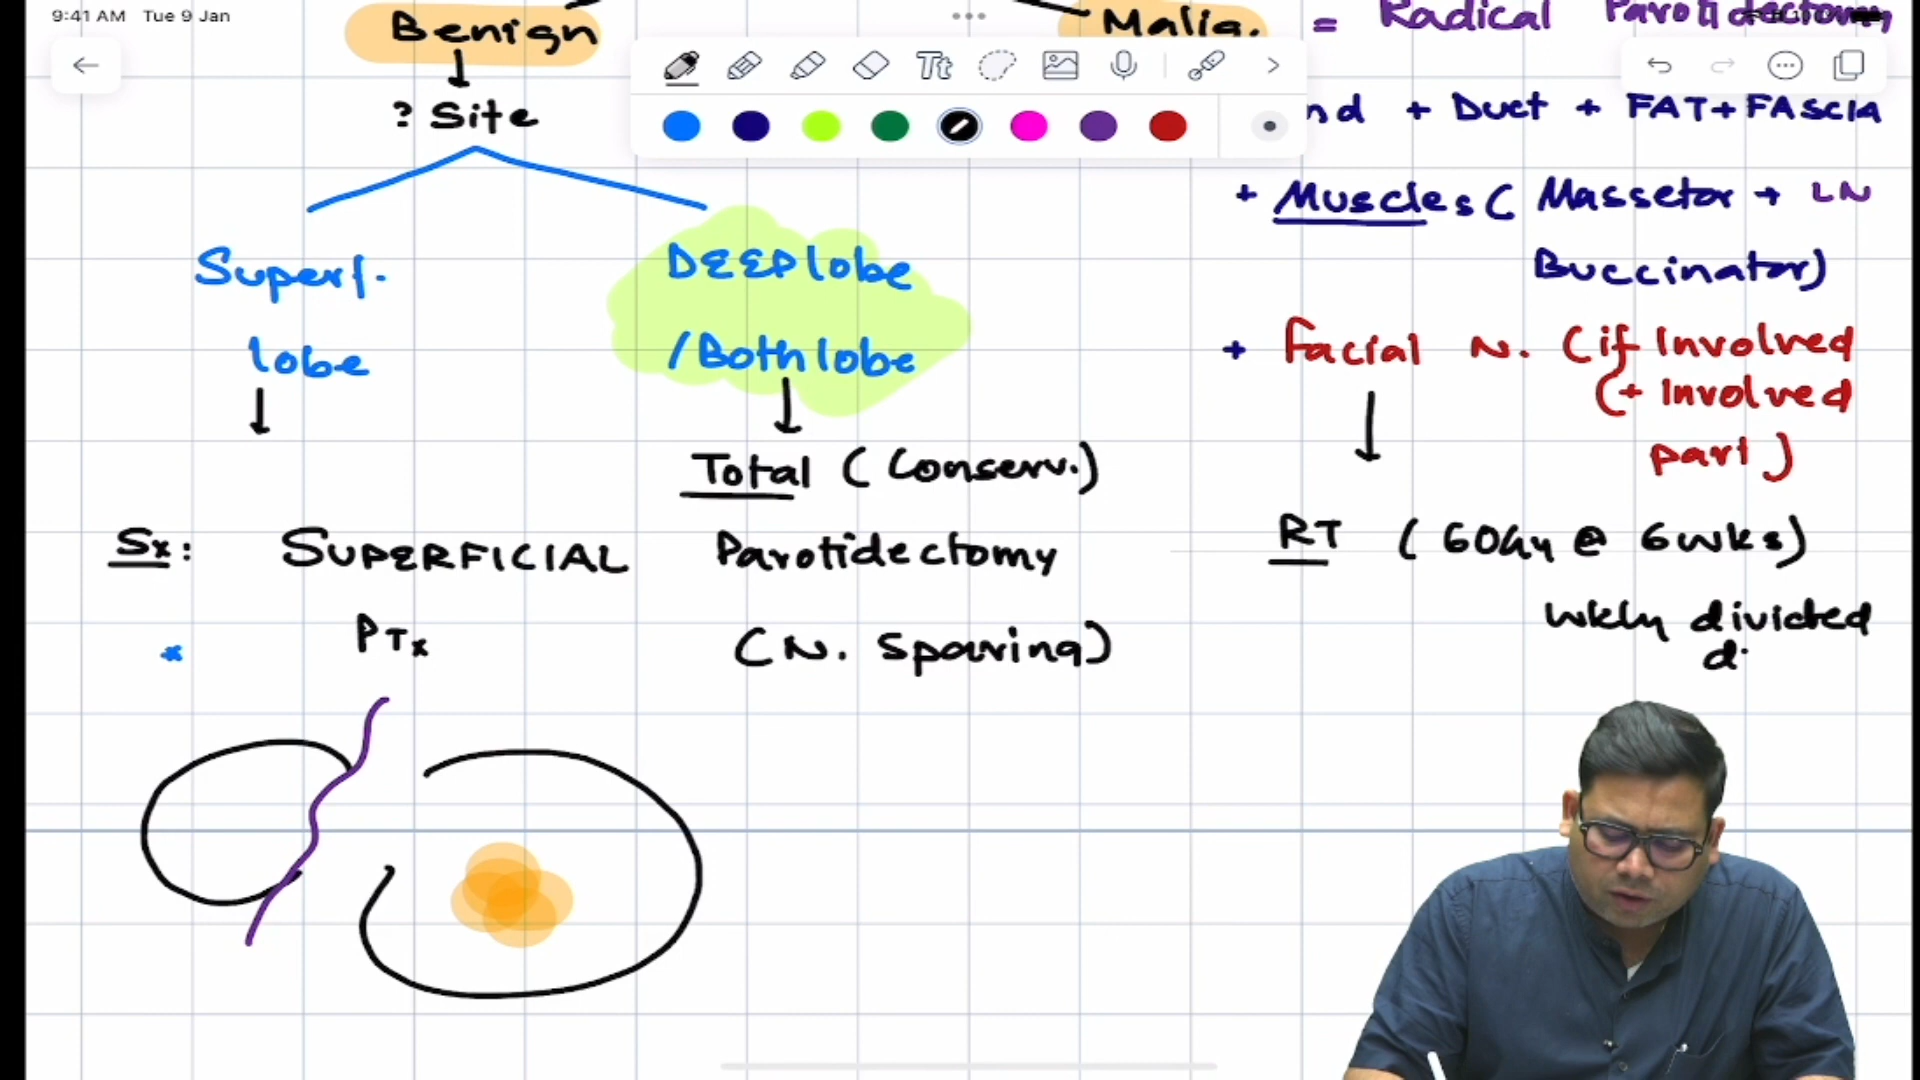 9:41 AM Tue 9 Jan
Benign
Malig.
= Radical Parotidectomy
? Site
Tt
nd + Duct + FAT + FASCIA
+ Muscles ( Massetor + LN
Buccinator)
Superf.
lobe
DEEP lobe
/Both lobe
+ facial N. (if Involved
(+ Involved
part)
Total (Conserv.)
Parotidectomy
(N. Sparing)
Sx: SUPERFICIAL
PTx
*
RT (60Gy @ 6wks)
wkly divided
d.